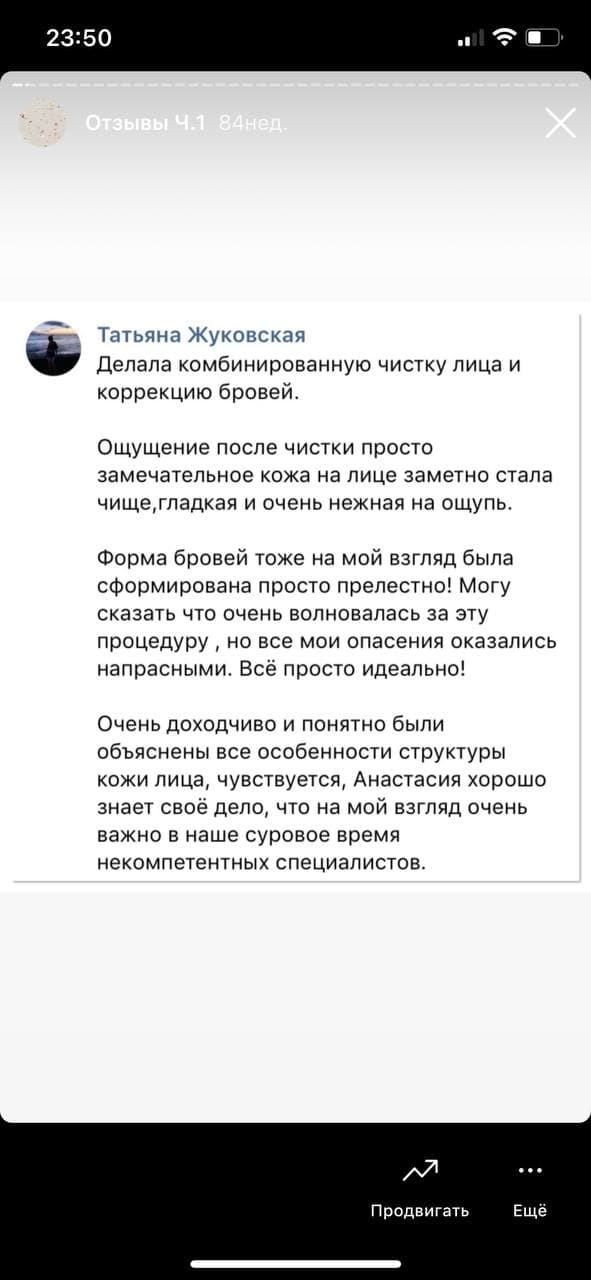 23:50
Отзывы Ч.1 84нед.
Татьяна Жуковская
Делала комбинированную чистку лица и
коррекцию бровей.
Ощущение после чистки просто
замечательное кожа на лице заметно стала
чище,гладкая и очень нежная на ощупь.
Форма бровей тоже на мой взгляд была
сформирована просто прелестно! Могу
сказать что очень волновалась за эту
процедуру , но все мои опасения оказались
напрасными. Всё просто идеально!
Очень доходчиво и понятно были
объяснены все особенности структуры
кожи лица, чувствуется, Анастасия хорошо
знает своё дело, что на мой взгляд очень
важно в наше суровое время
некомпетентных специалистов.
Продвигать Ещё